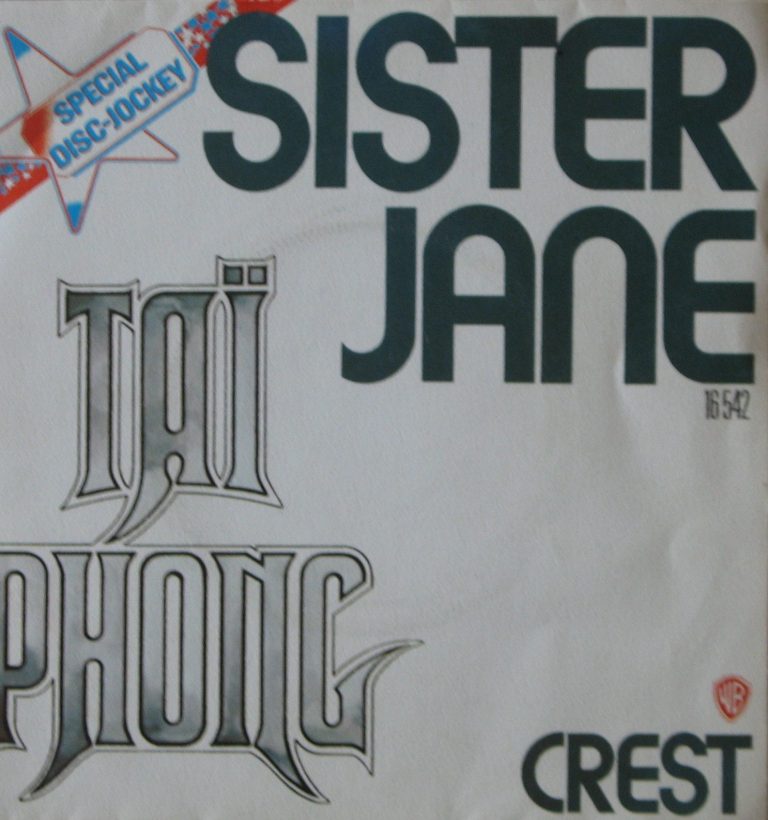 SPECIAL
DISC-JOCKEY
SISTER
JANE
16 542
TAÏ
PHONG
WB
CREST